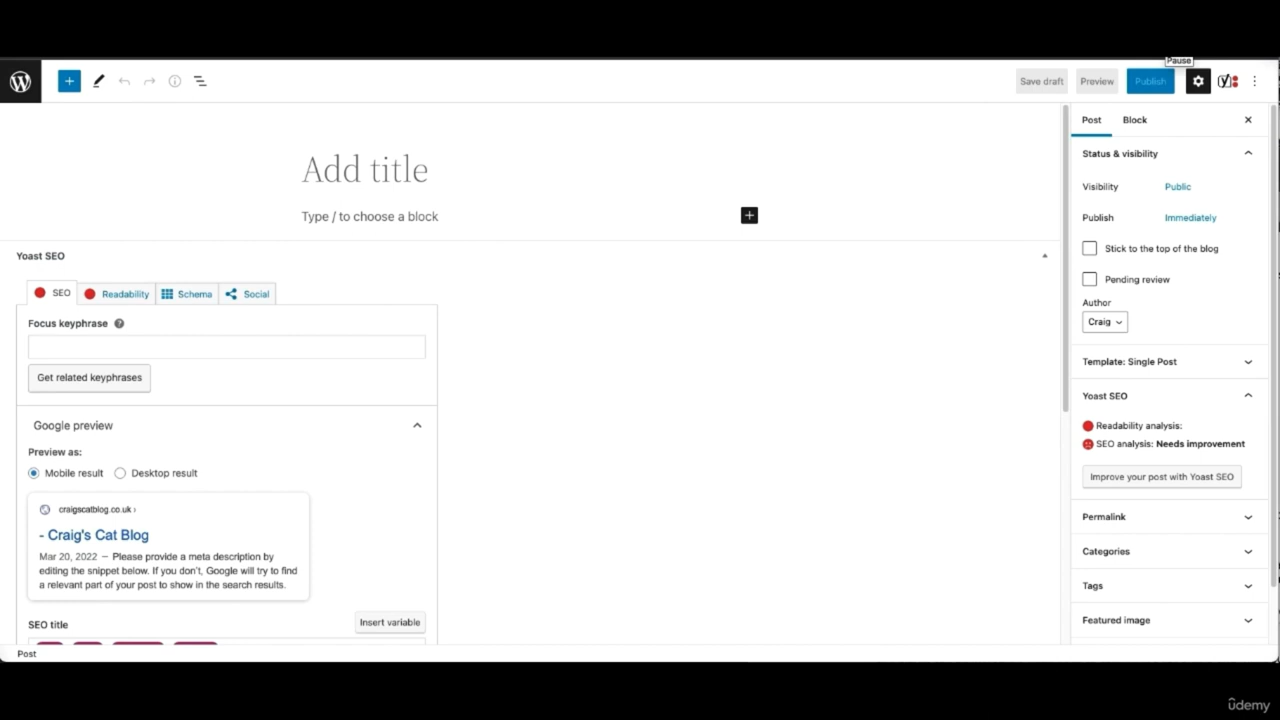 Pause
Save draft
Preview
Publish
Add title
Type / to choose a block
Yoast SEO
SEO
Readability
Schema
Social
Focus keyphrase
Get related keyphrases
Google preview
Preview as:
Mobile result
Desktop result
craigscatblog.co.uk ›
- Craig's Cat Blog
Mar 20, 2022 — Please provide a meta description by
editing the snippet below. If you don't, Google will try to find
a relevant part of your post to show in the search results.
SEO title
Insert variable
Post
Post
Block
Status & visibility
Visibility
Public
Publish
Immediately
Stick to the top of the blog
Pending review
Author
Craig
Template: Single Post
Yoast SEO
Readability analysis:
SEO analysis: Needs improvement
Improve your post with Yoast SEO
Permalink
Categories
Tags
Featured image
ûdemy